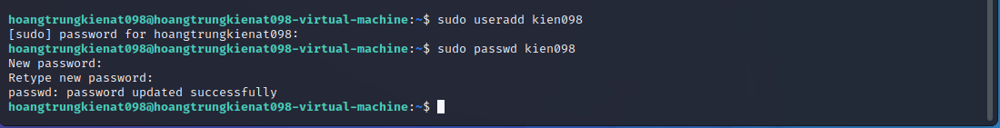 hoangtrungkienat098@hoangtrungkienat098-virtual-machine:~$ sudo useradd kien098
[sudo] password for hoangtrungkienat098:
hoangtrungkienat098@hoangtrungkienat098-virtual-machine:~$ sudo passwd kien098
New password:
Retype new password:
passwd: password updated successfully
hoangtrungkienat098@hoangtrungkienat098-virtual-machine:~$